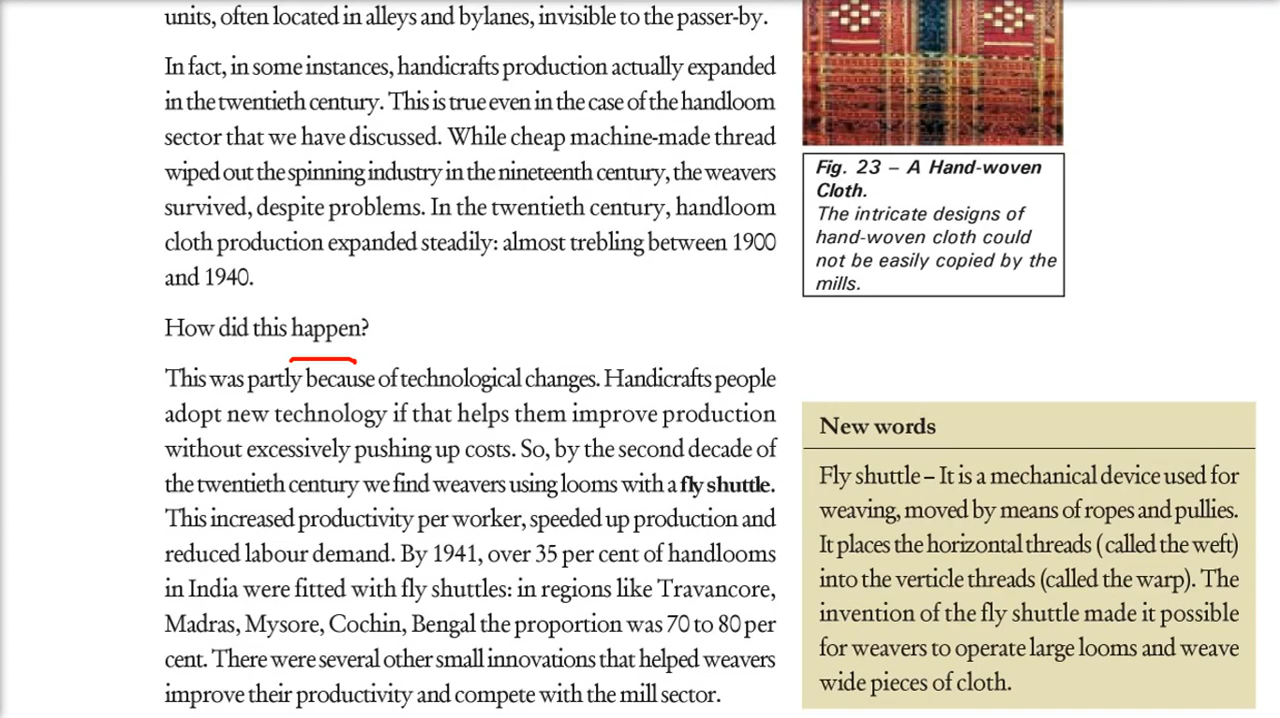 units, often located in alleys and bylanes, invisible to the passer-by.
In fact, in some instances, handicrafts production actually expanded
in the twentieth century. This is true even in the case of the handloom
sector that we have discussed. While cheap machine-made thread
wiped out the spinning industry in the nineteenth century, the weavers
survived, despite problems. In the twentieth century, handloom
cloth production expanded steadily: almost trebling between 1900
and 1940.
How did this happen?
This was partly because of technological changes. Handicrafts people
adopt new technology if that helps them improve production
without excessively pushing up costs. So, by the second decade of
the twentieth century we find weavers using looms with a fly shuttle.
This increased productivity per worker, speeded up production and
reduced labour demand. By 1941, over 35 per cent of handlooms
in India were fitted with fly shuttles: in regions like Travancore,
Madras, Mysore, Cochin, Bengal the proportion was 70 to 80 per
cent. There were several other small innovations that helped weavers
improve their productivity and compete with the mill sector.
Fig. 23 – A Hand-woven
Cloth.
The intricate designs of
hand-woven cloth could
not be easily copied by the
mills.
New words
Fly shuttle – It is a mechanical device used for
weaving, moved by means of ropes and pullies.
It places the horizontal threads (called the weft)
into the verticle threads (called the warp). The
invention of the fly shuttle made it possible
for weavers to operate large looms and weave
wide pieces of cloth.